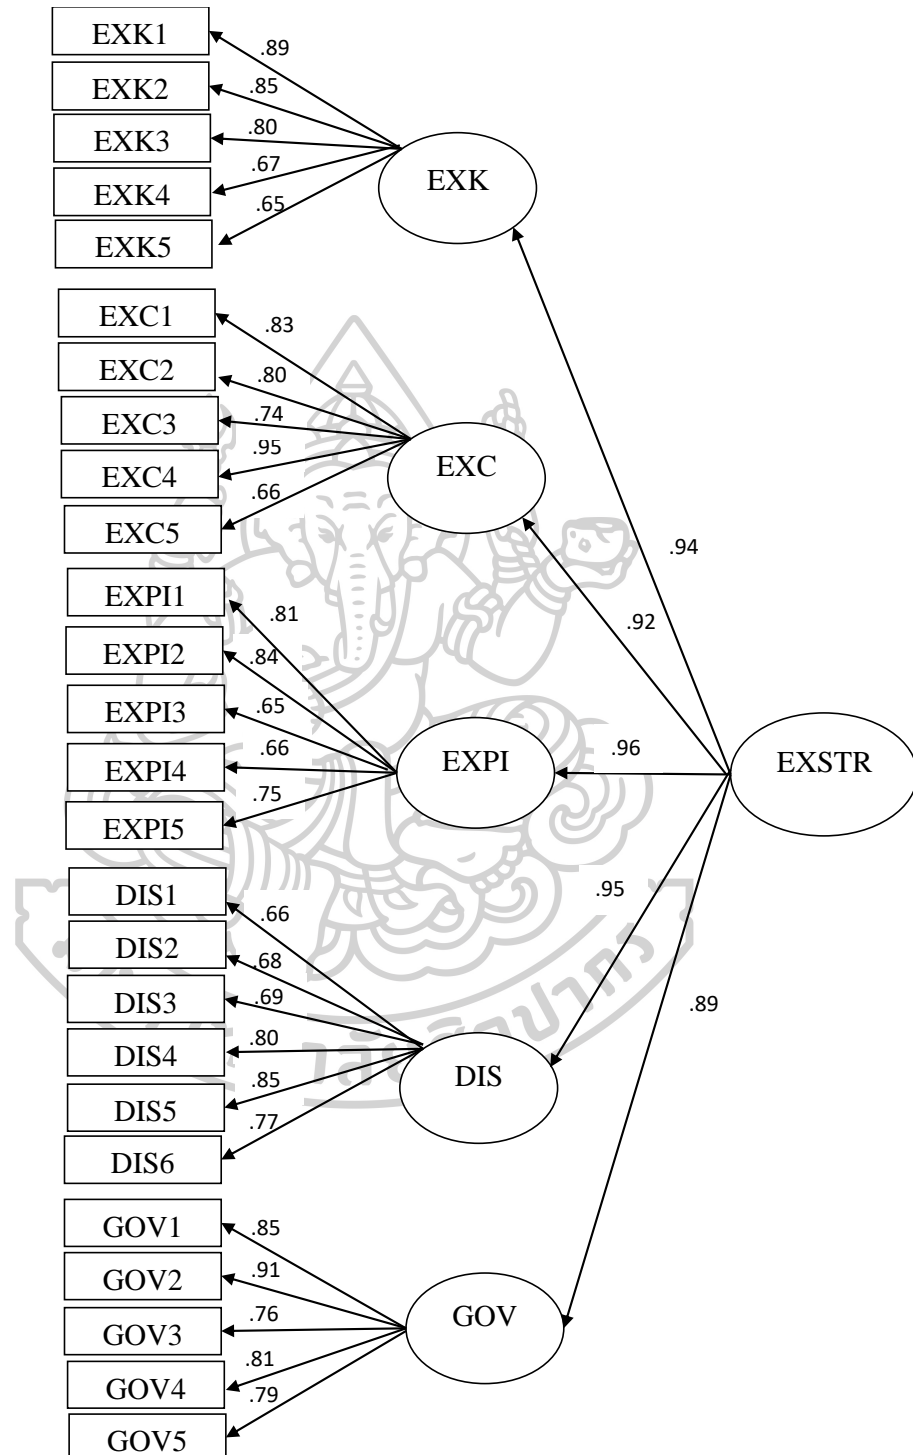 EXK1
.89
EXK2
.85
EXK3
.80
EXK
EXK4
.67
EXK5
.65
EXC1
.83
EXC2
.80
EXC3
.74
EXC
EXC4
.95
EXC5
.66
.94
EXPI1
.81
.92
EXPI2
.84
EXPI3
.65
EXPI
.96
EXSTR
EXPI4
.66
EXPI5
.75
DIS1
.66
.95
DIS2
.68
DIS3
.69
.89
DIS4
.80
DIS
DIS5
.85
DIS6
.77
GOV1
.85
GOV2
.91
GOV3
.76
GOV
GOV4
.81
GOV5
.79